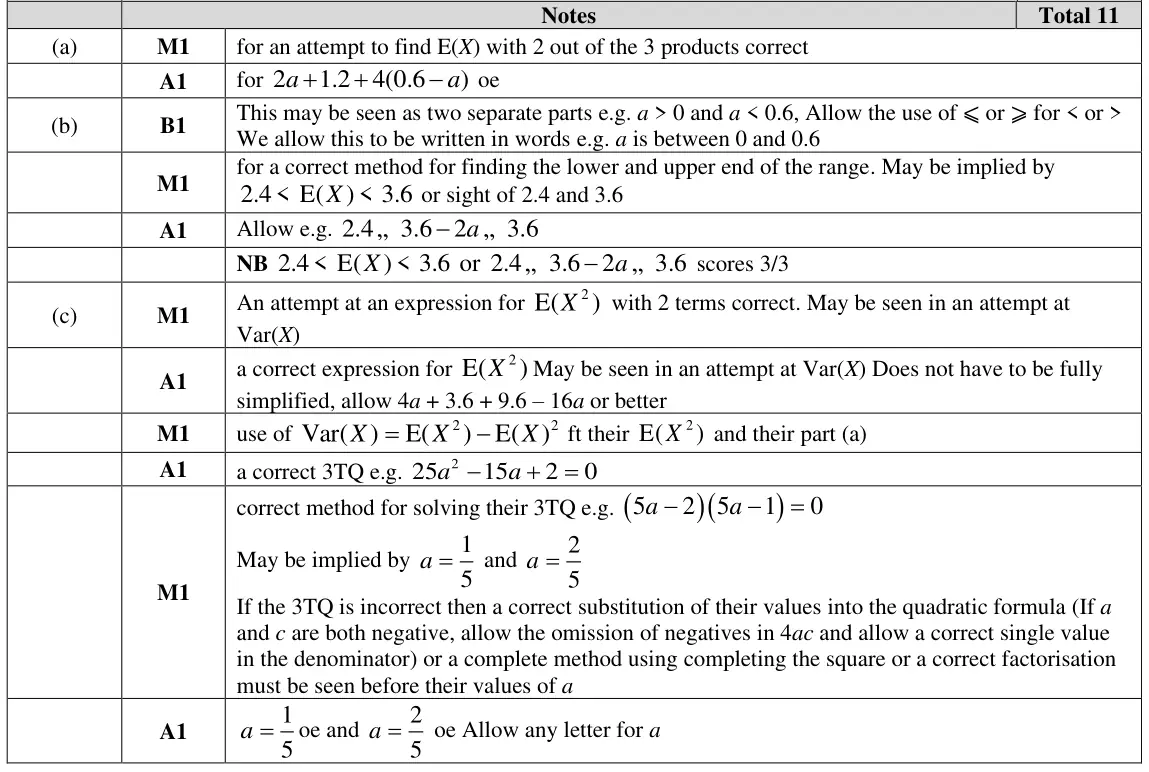 Notes Total 11
(a) M1 for an attempt to find E(X) with 2 out of the 3 products correct
A1 for 2a+1.2+4(0.6−a) oe
(b) B1 This may be seen as two separate parts e.g. a > 0 and a < 0.6, Allow the use of ⩽ or ⩾ for < or >
We allow this to be written in words e.g. a is between 0 and 0.6
M1 for a correct method for finding the lower and upper end of the range. May be implied by
2.4 < E(X) < 3.6 or sight of 2.4 and 3.6
A1 Allow e.g. 2.4 ,, 3.6−2a ,, 3.6
NB 2.4 < E(X) < 3.6 or 2.4 ,, 3.6−2a ,, 3.6 scores 3/3
(c) M1 An attempt at an expression for E(X²) with 2 terms correct. May be seen in an attempt at
Var(X)
A1 a correct expression for E(X²) May be seen in an attempt at Var(X) Does not have to be fully
simplified, allow 4a + 3.6 + 9.6 – 16a or better
M1 use of Var(X) = E(X²)−E(X)² ft their E(X²) and their part (a)
A1 a correct 3TQ e.g. 25a² −15a + 2 = 0
M1 correct method for solving their 3TQ e.g. (5a − 2)(5a −1) = 0
May be implied by a = 1/5 and a = 2/5
If the 3TQ is incorrect then a correct substitution of their values into the quadratic formula (If a
and c are both negative, allow the omission of negatives in 4ac and allow a correct single value
in the denominator) or a complete method using completing the square or a correct factorisation
must be seen before their values of a
A1 a = 1/5 oe and a = 2/5 oe Allow any letter for a